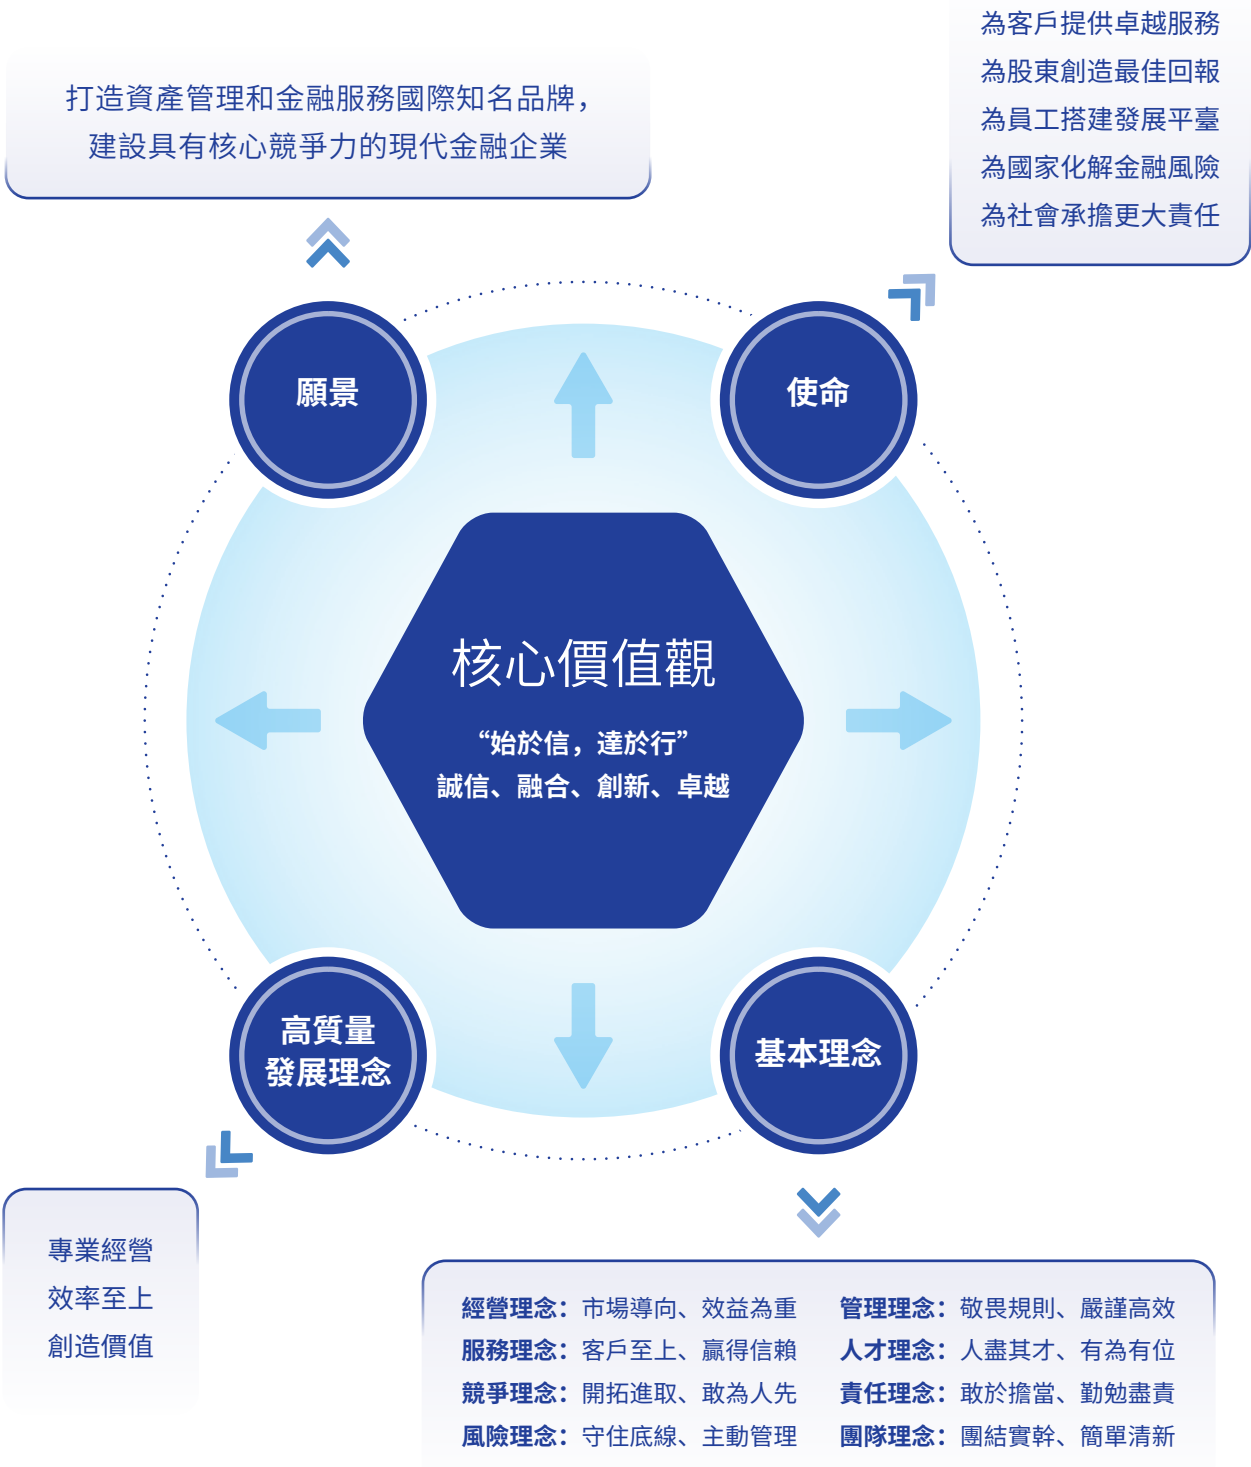 打造資產管理和金融服務國際知名品牌，
建設具有核心競爭力的現代金融企業
為客戶提供卓越服務
為股東創造最佳回報
為員工搭建發展平臺
為國家化解金融風險
為社會承擔更大責任
願景
使命
核心價值觀
“始於信，達於行”
誠信、融合、創新、卓越
高質量
發展理念
基本理念
專業經營
效率至上
創造價值
經營理念：市場導向、效益為重
管理理念：敬畏規則、嚴謹高效
服務理念：客戶至上、贏得信賴
人才理念：人盡其才、有為有位
競爭理念：開拓進取、敢為人先
責任理念：敢於擔當、勤勉盡責
風險理念：守住底線、主動管理
團隊理念：團結實幹、簡單清新